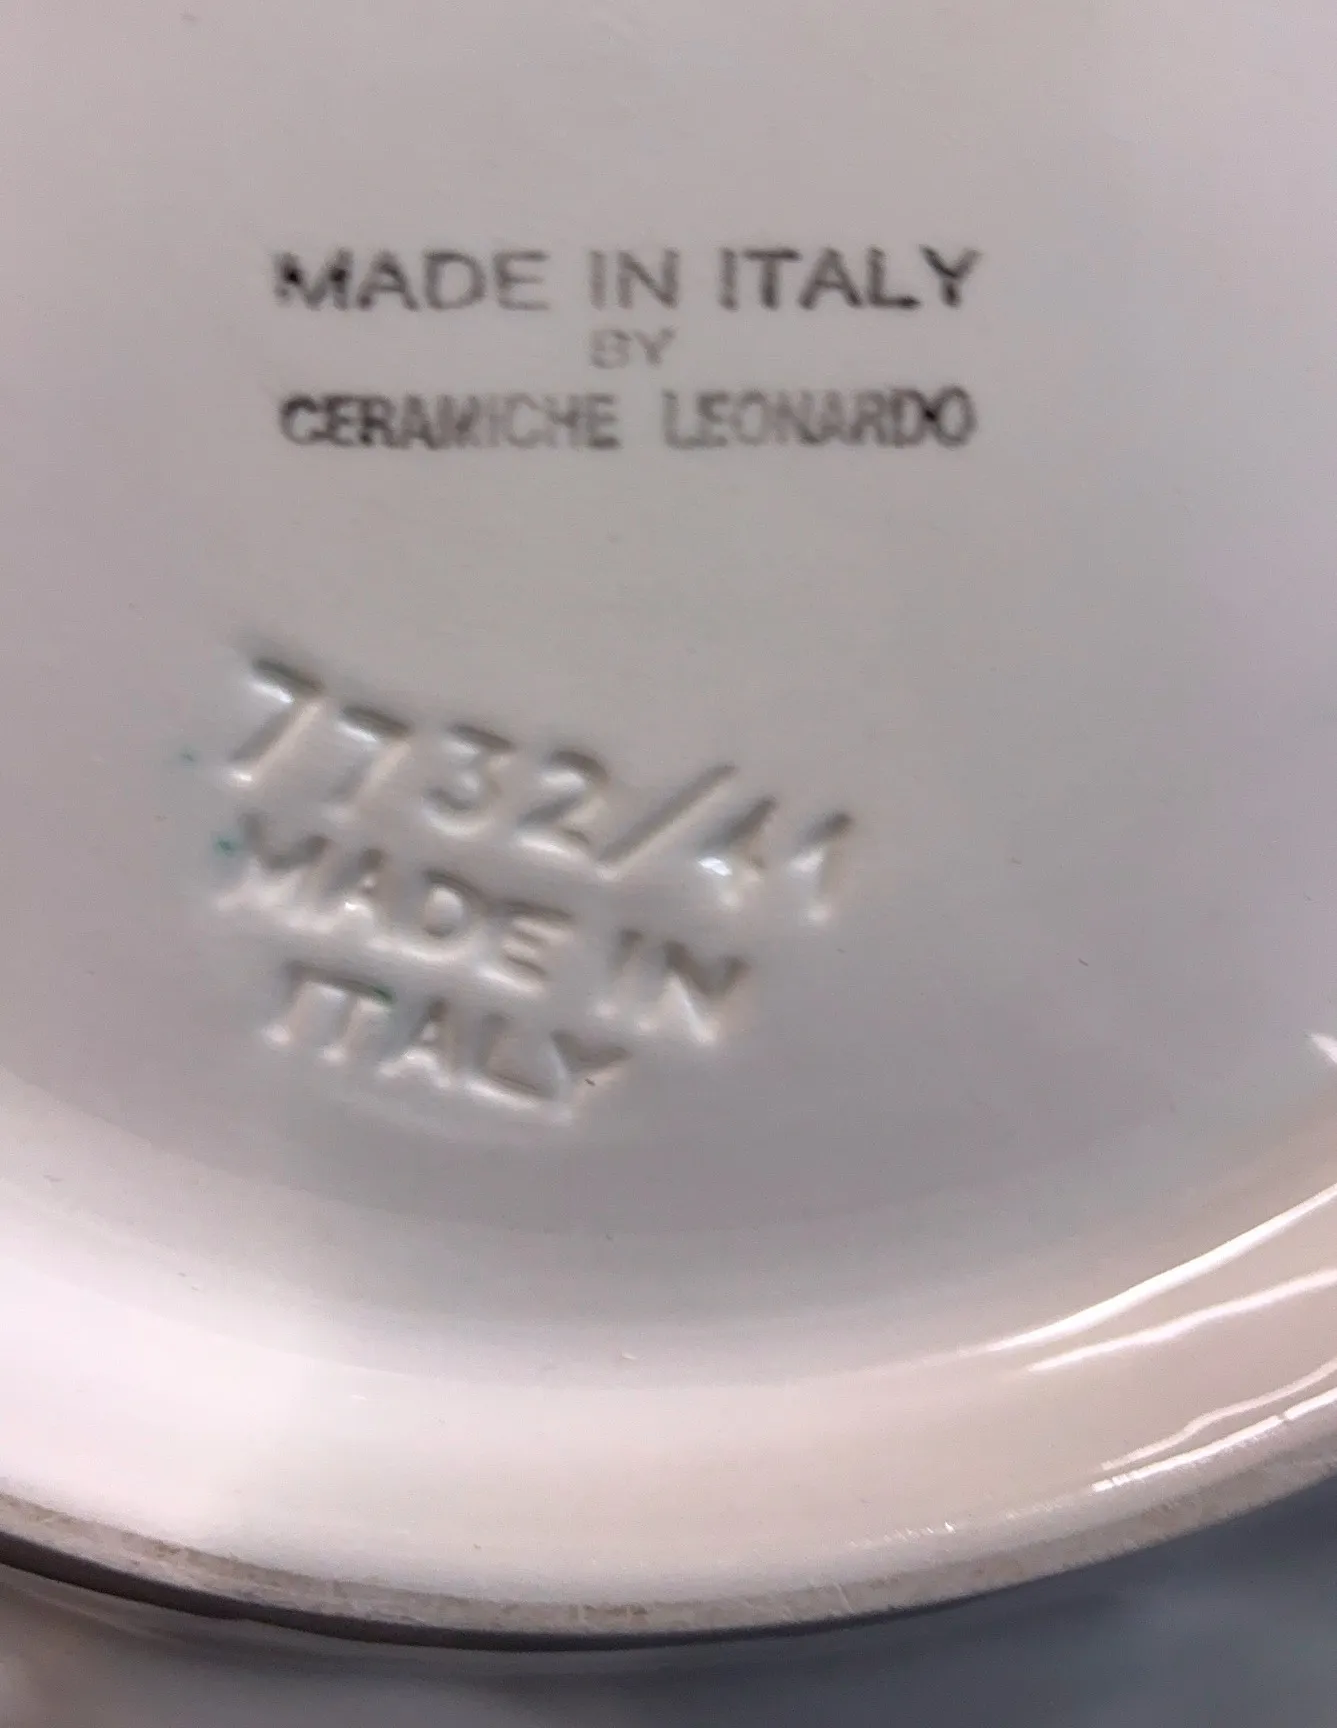 MADE IN ITALY
BY
CERAMICHE LEONARDO
7732/41
MADE IN
ITALY